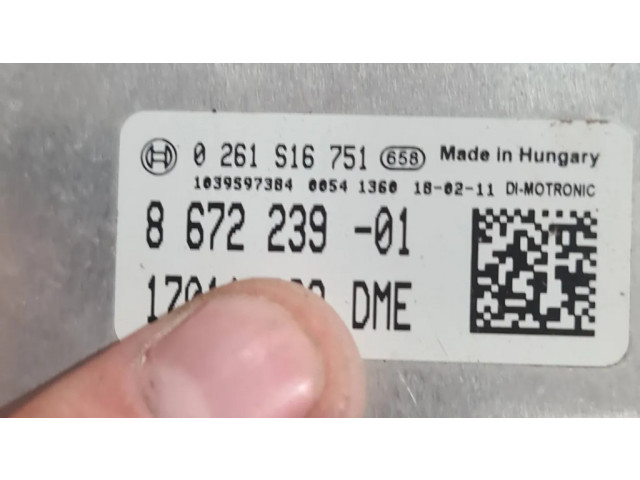 0 261 S16 751 658 Made in Hungary
1039S97384 0054 1360 18-02-11 DI-MOTRONIC
8 672 239 -01
DME